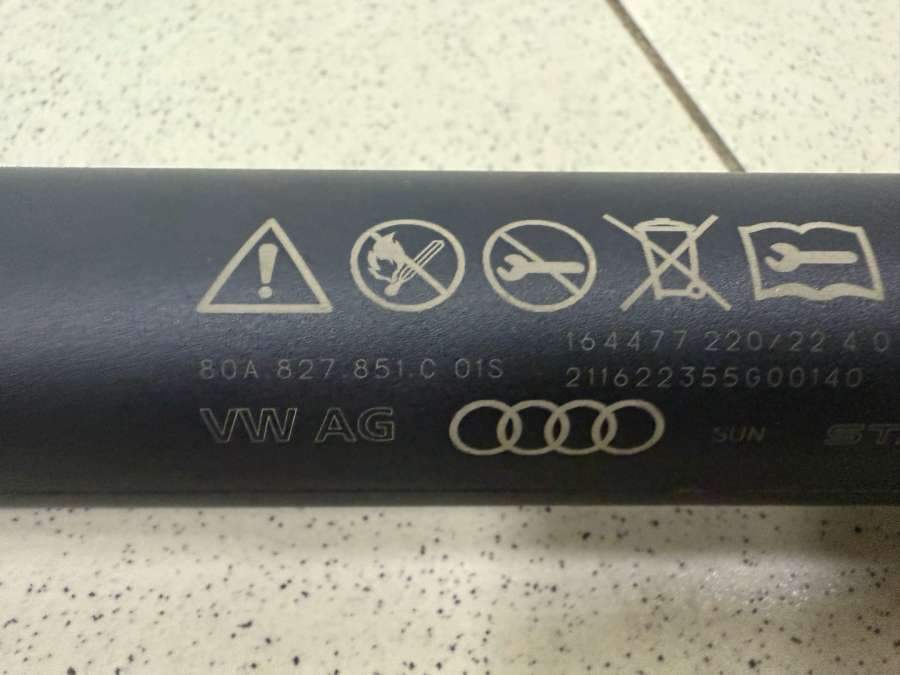 164477 220/22 4 0
80A.827.851.C 01S
211622355G00140
VW AG
SUN